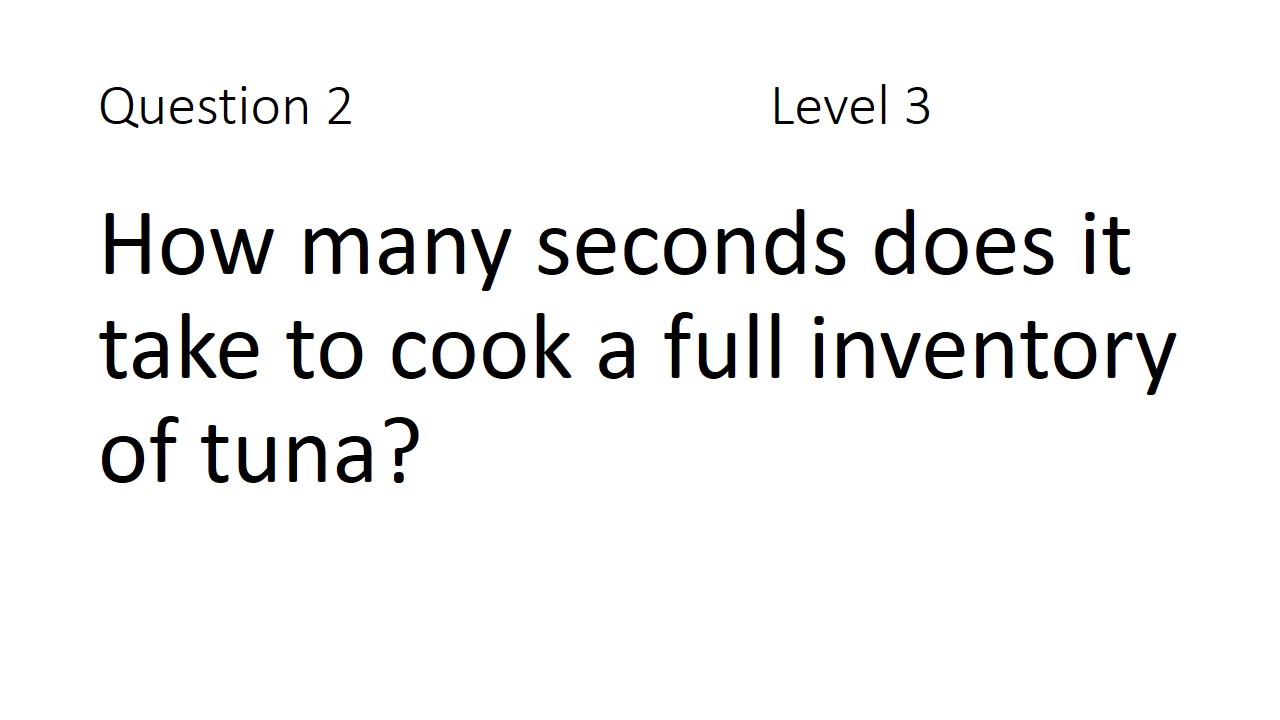 Question 2 Level 3
How many seconds does it
take to cook a full inventory
of tuna?